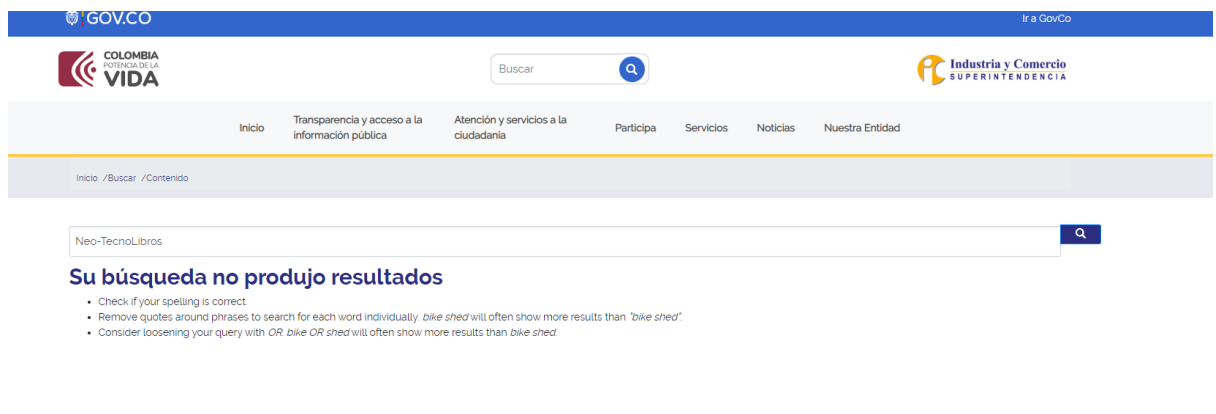 GOV.CO
Ir a GovCo
COLOMBIA
POTENCIA DE LA
VIDA
Buscar
Industria y Comercio
SUPERINTENDENCIA
Inicio
Transparencia y acceso a la
información pública
Atención y servicios a la
ciudadanía
Participa
Servicios
Noticias
Nuestra Entidad
Inicio /Buscar /Contenido
Neo-TecnoLibros
Su búsqueda no produjo resultados
• Check if your spelling is correct.
• Remove quotes around phrases to search for each word individually. bike shed will often show more results than "bike shed".
• Consider loosening your query with OR. bike OR shed will often show more results than bike shed.